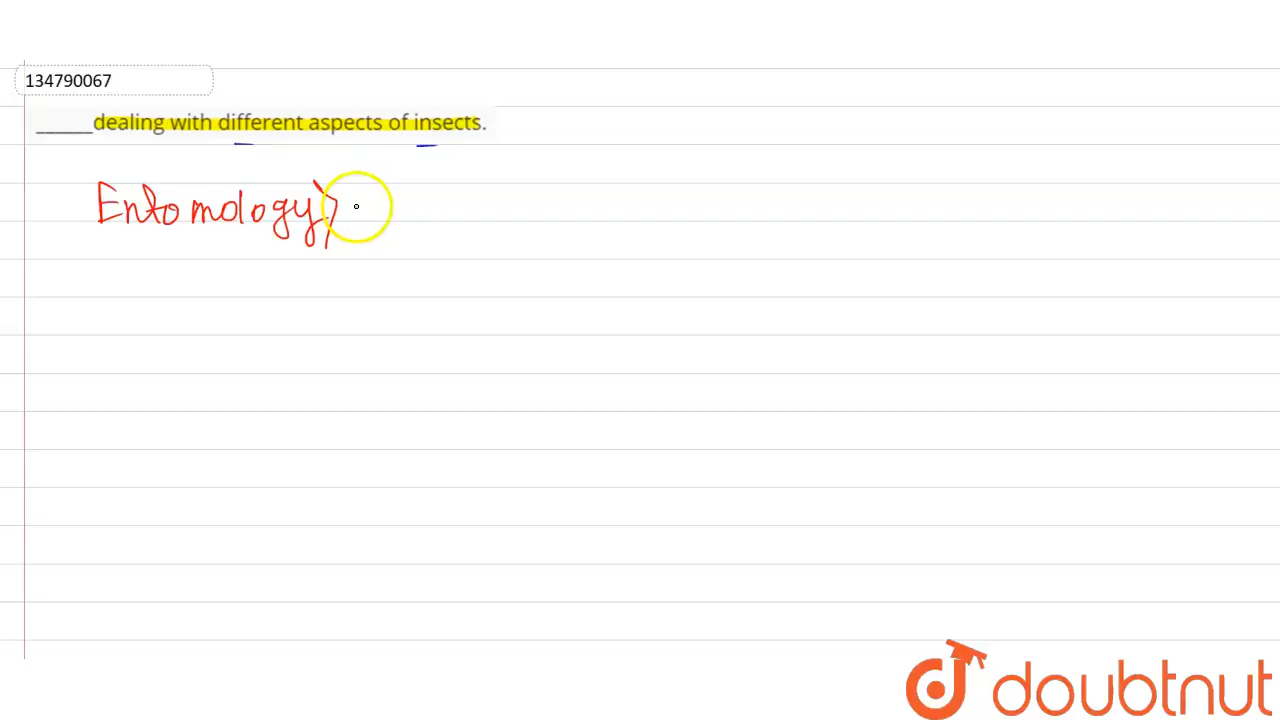 134790067
______dealing with different aspects of insects.
Entomology
doubtnut